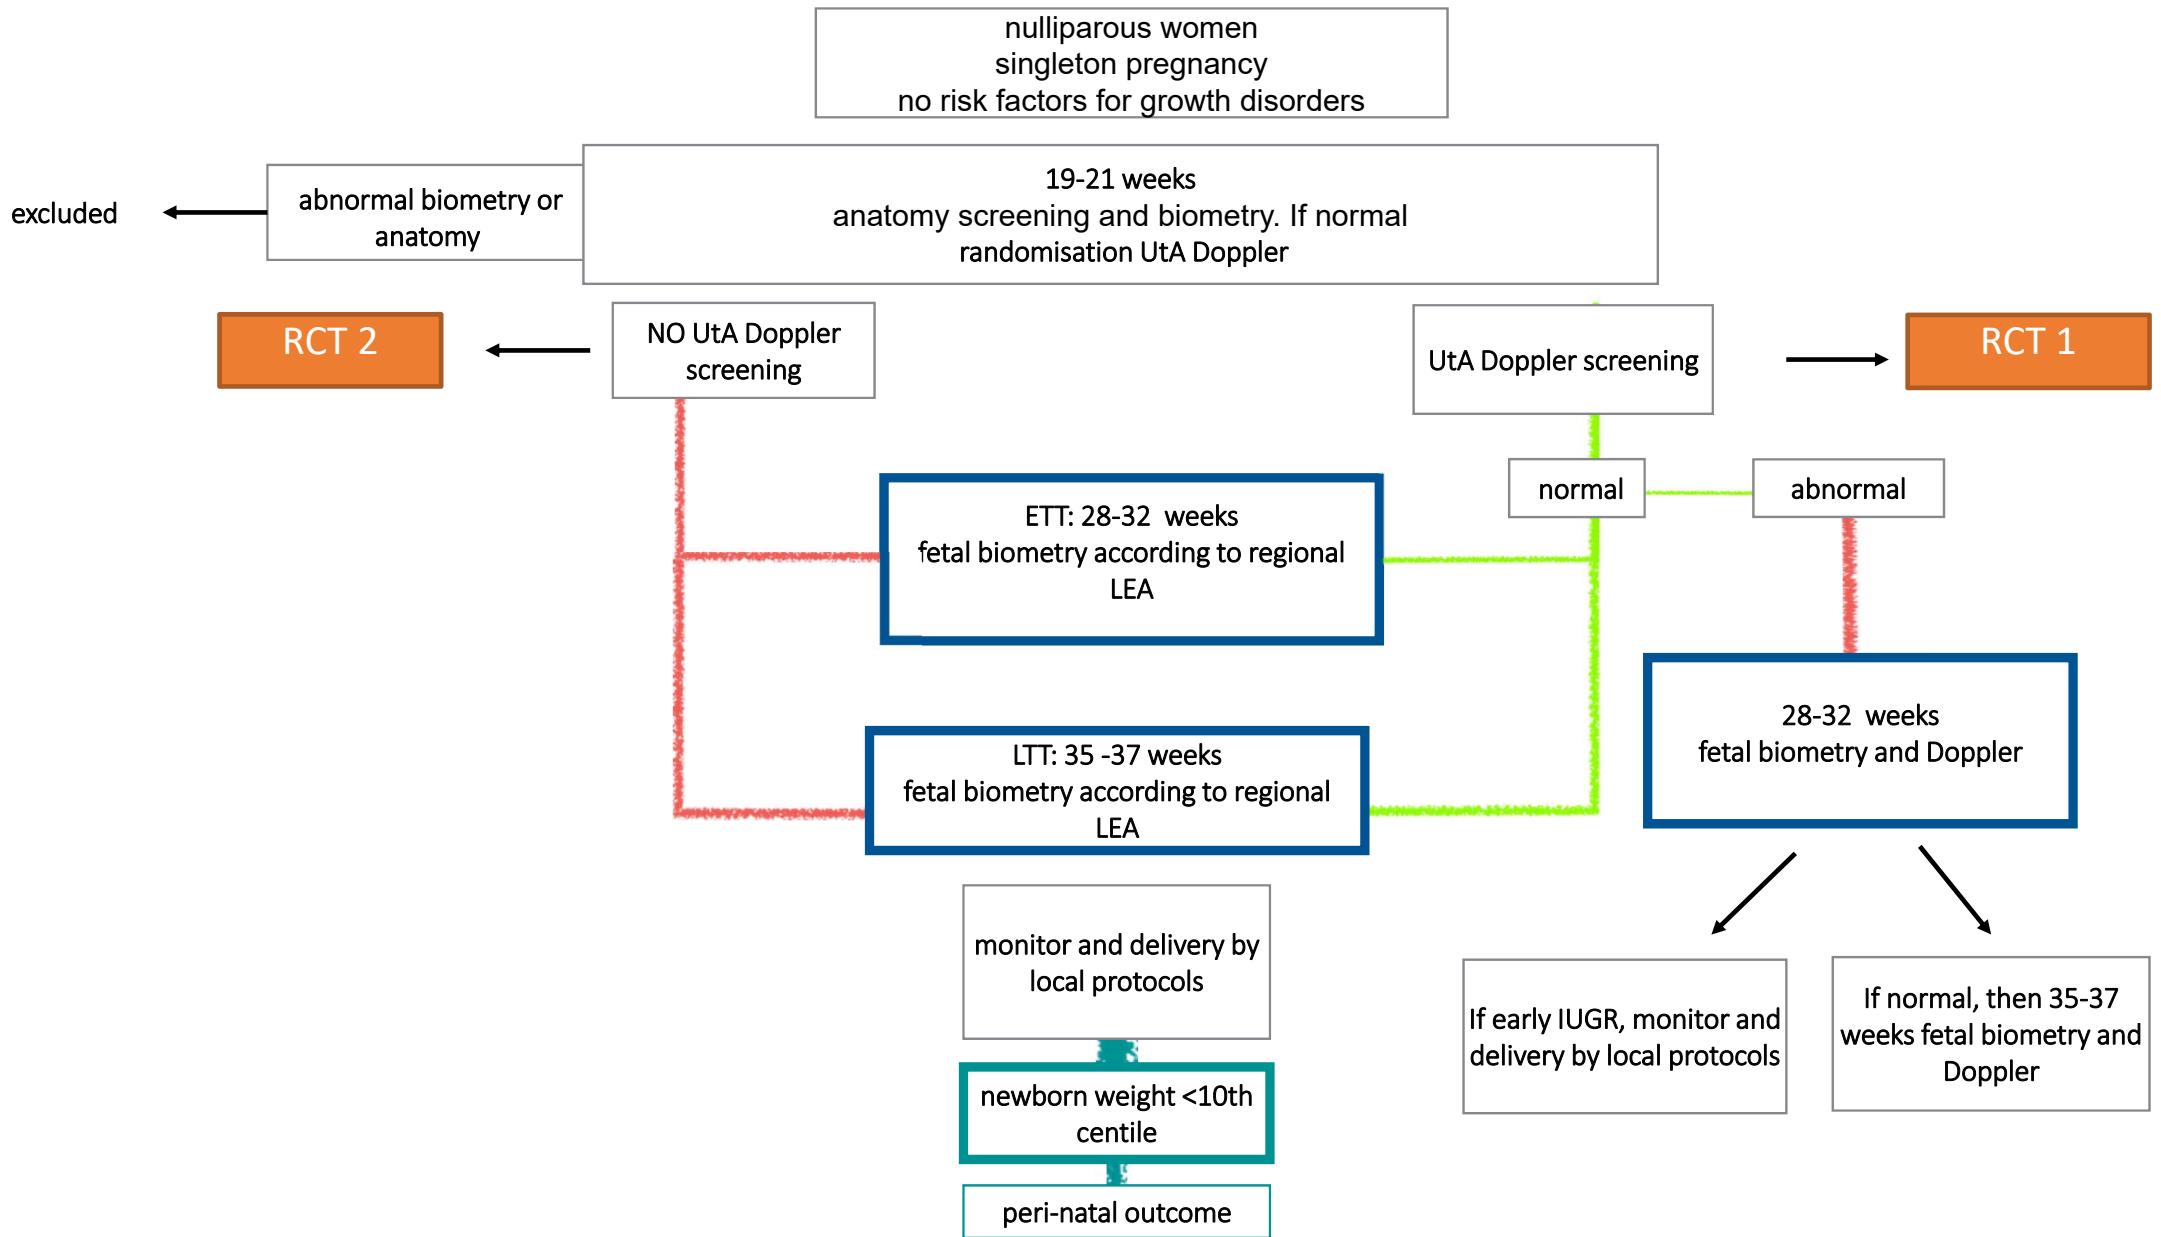 nulliparous women
singleton pregnancy
no risk factors for growth disorders
19-21 weeks
anatomy screening and biometry. If normal
randomisation UtA Doppler
abnormal biometry or
anatomy
excluded
RCT 2
NO UtA Doppler
screening
UtA Doppler screening
RCT 1
normal
abnormal
ETT: 28-32 weeks
fetal biometry according to regional
LEA
28-32 weeks
fetal biometry and Doppler
LTT: 35 -37 weeks
fetal biometry according to regional
LEA
monitor and delivery by
local protocols
If early IUGR, monitor and
delivery by local protocols
If normal, then 35-37
weeks fetal biometry and
Doppler
newborn weight <10th
centile
peri-natal outcome